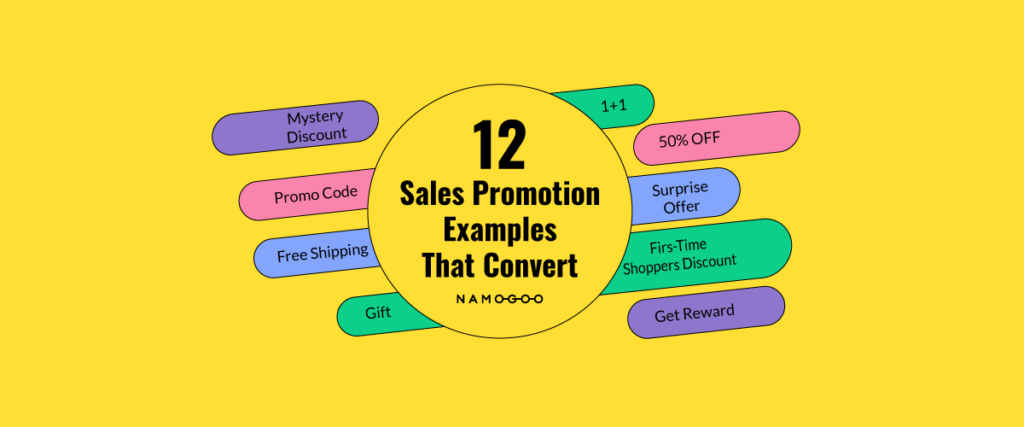 Mystery
Discount
Promo Code
Free Shipping
Gift
12
Sales Promotion
Examples
That Convert
NAMOGOO
1+1
50% OFF
Surprise
Offer
Firs-Time
Shoppers Discount
Get Reward